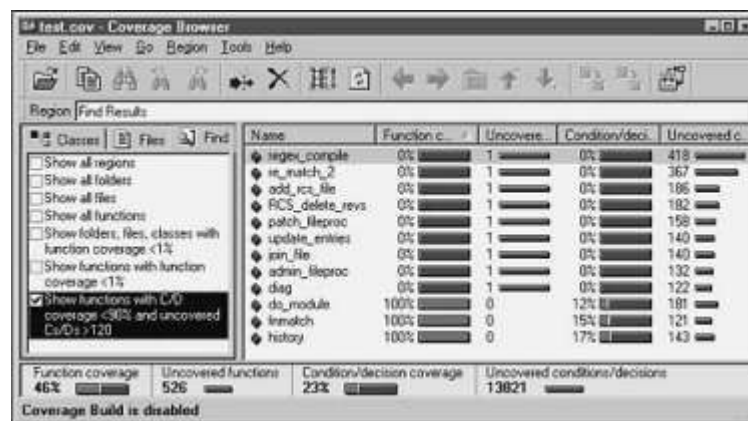 test.cov - Coverage Browser
File Edit View Go Region Tools Help
Region Find Results
Classes Files Find
Show all regions
Show all folders
Show all files
Show all functions
Show folders, files, classes with
function coverage <1%
Show functions with function
coverage <1%
Show functions with C/D
coverage <90% and uncovered
Cs/Ds >120
Name Function c... / Uncovere... Condition/deci... Uncovered c...
regex_compile 0% 1 0% 418
re_match_2 0% 1 0% 367
add_rcs_file 0% 1 0% 186
RCS_delete_revs 0% 1 0% 182
patch_fileproc 0% 1 0% 158
update_entries 0% 1 0% 140
join_file 0% 1 0% 140
admin_fileproc 0% 1 0% 132
diag 0% 1 0% 122
do_module 100% 0 12% 181
fnmatch 100% 0 15% 121
history 100% 0 17% 143
Function coverage Uncovered functions Condition/decision coverage Uncovered conditions/decisions
46% 526 23% 13821
Coverage Build is disabled